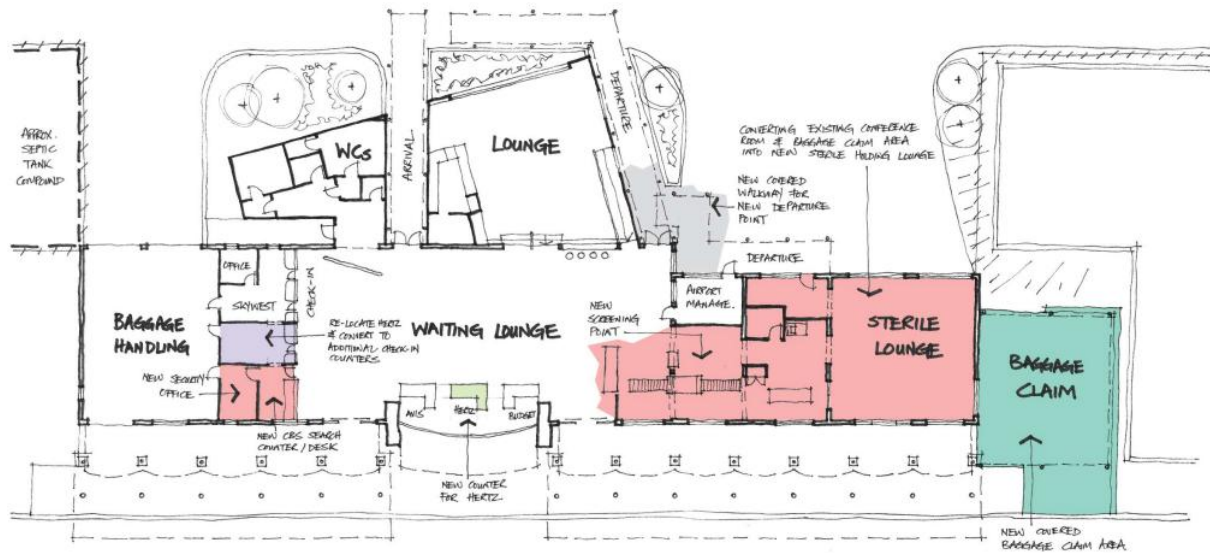 APPROX.
SEPTIC
TANK
COMPOUND
WCs
ARRIVAL
LOUNGE
DEPARTURE
CONVERTING EXISTING CONFERENCE
ROOM & BAGGAGE CLAIM AREA
INTO NEW STERILE HOLDING LOUNGE
NEW COVERED
WALKWAY FOR
NEW DEPARTURE
POINT
DEPARTURE
OFFICE
SKYWEST
CHECK-IN
BAGGAGE
HANDLING
RE-LOCATE HERTZ
& CONVERT TO
ADDITIONAL CHECK-IN
COUNTERS
WAITING LOUNGE
NEW
SCREENING
POINT
AIRPORT
MANAGE.
STERILE
LOUNGE
BAGGAGE
CLAIM
NEW SECURITY
OFFICE
NEW CBS SEARCH
COUNTER/DESK
AVIS
HERTZ
BUDGET
NEW COUNTER
FOR HERTZ
NEW COVERED
BAGGAGE CLAIM AREA